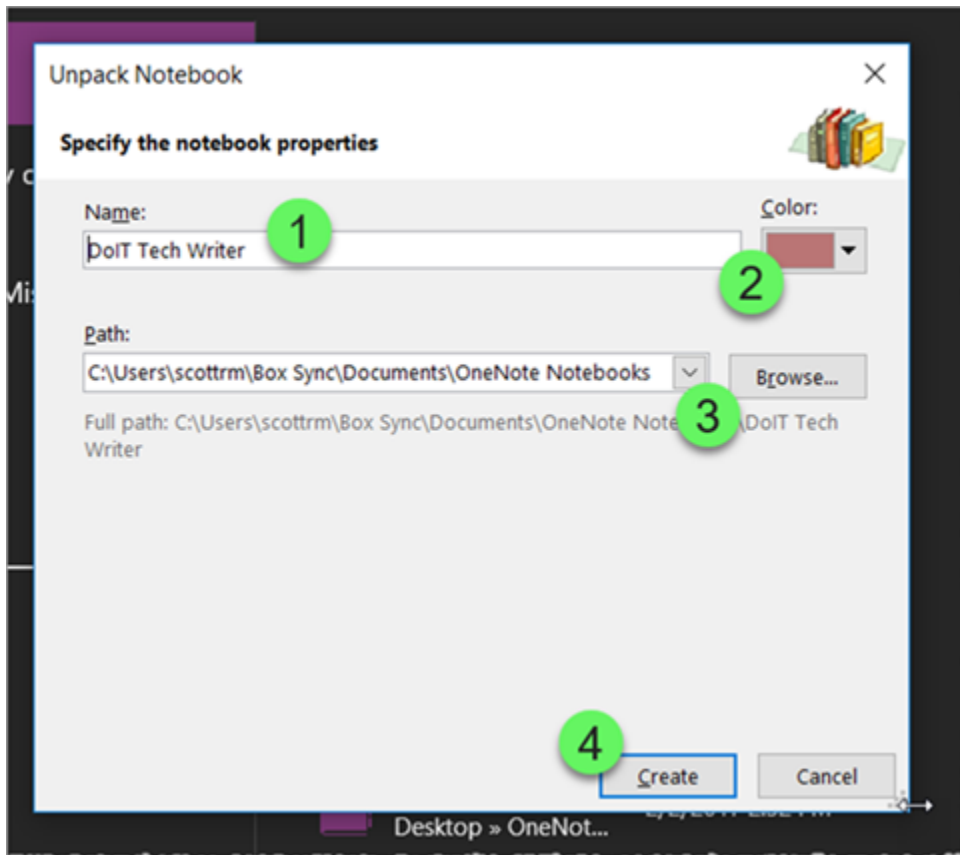 Unpack Notebook
Specify the notebook properties
Name:
1
Color:
DoIT Tech Writer
2
Path:
C:\Users\scottrm\Box Sync\Documents\OneNote Notebooks
Browse...
3
Full path: C:\Users\scottrm\Box Sync\Documents\OneNote Note \DoIT Tech
Writer
4
Create
Cancel
Desktop » OneNot...